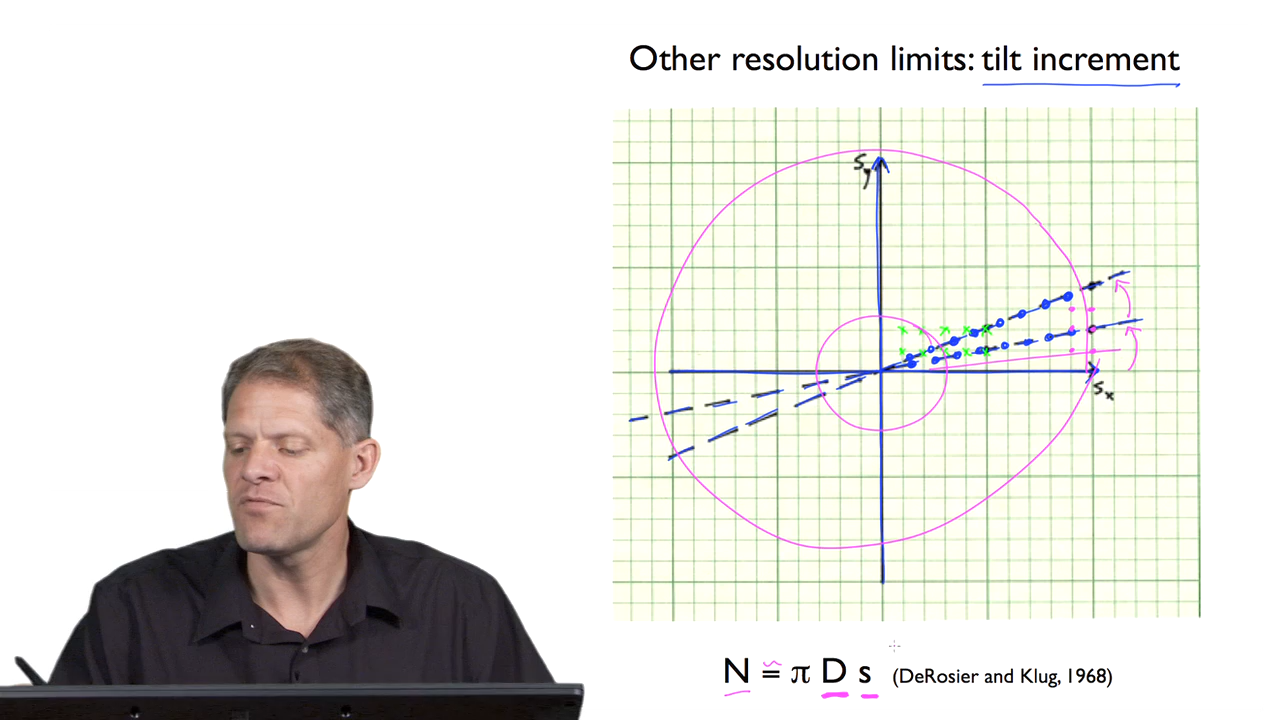 Other resolution limits: tilt increment
Sy
Sx
N = π D s (DeRosier and Klug, 1968)